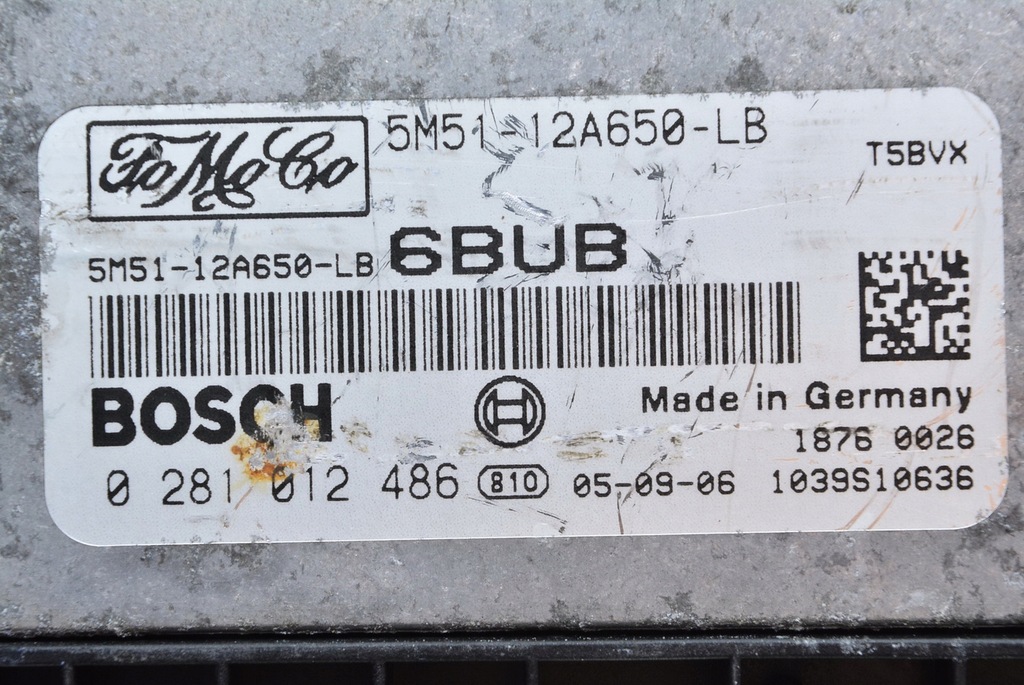 FoMoCo
5M51-12A650-LB
T5BVX
5M51-12A650-LB
6BUB
BOSCH
Made in Germany
1876 0026
0 281 012 486
810
05-09-06
1039S10636